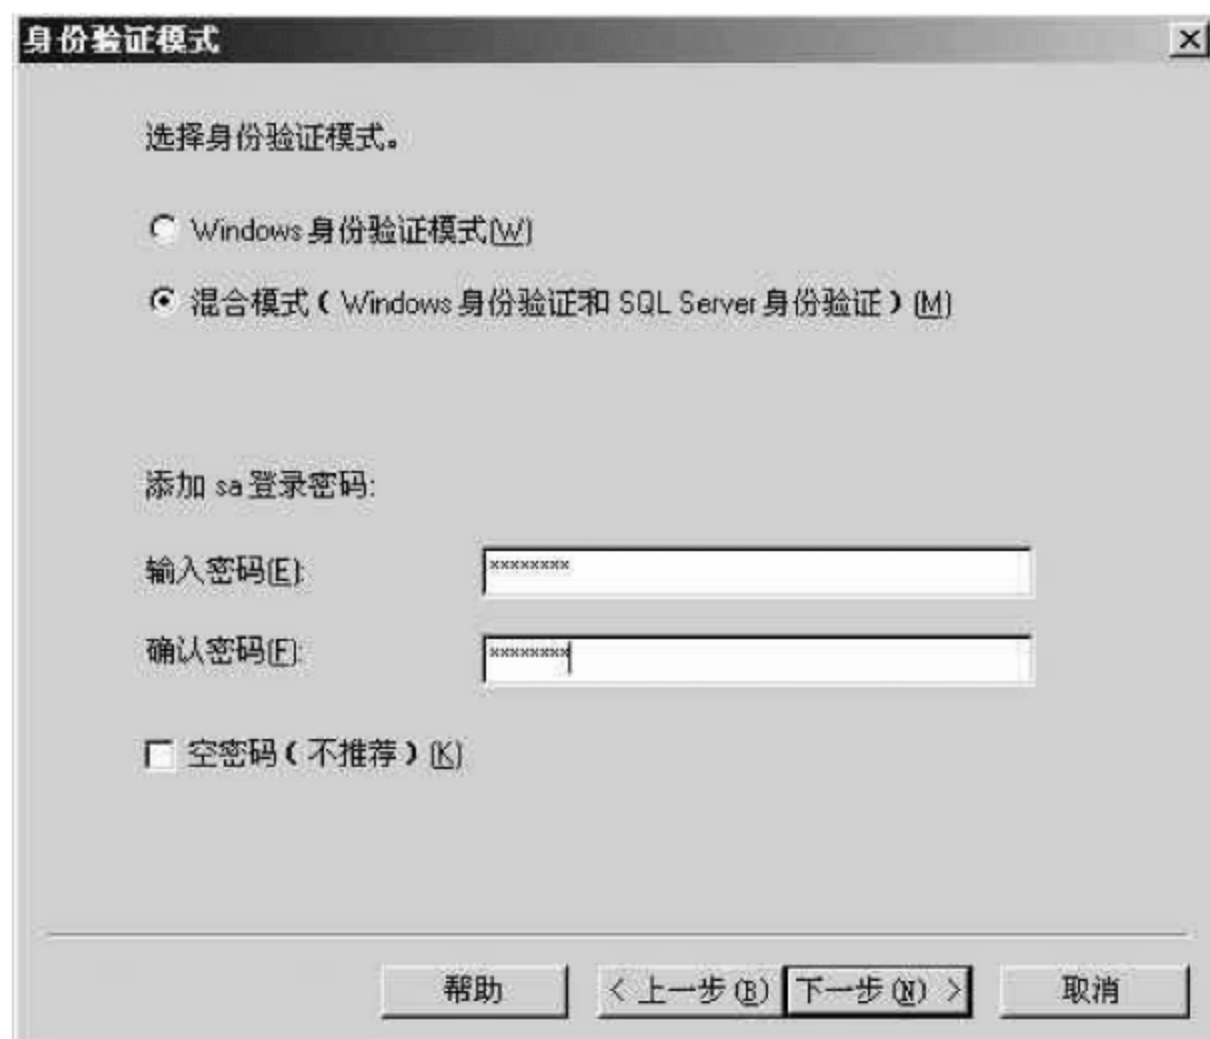 身份验证模式
选择身份验证模式。
Windows 身份验证模式(W)
混合模式(Windows 身份验证和 SQL Server 身份验证)(M)
添加 sa 登录密码:
输入密码(E):
xxxxxxxx
确认密码(F):
xxxxxxxx
空密码(不推荐)(K)
帮助
< 上一步(B)
下一步(N) >
取消